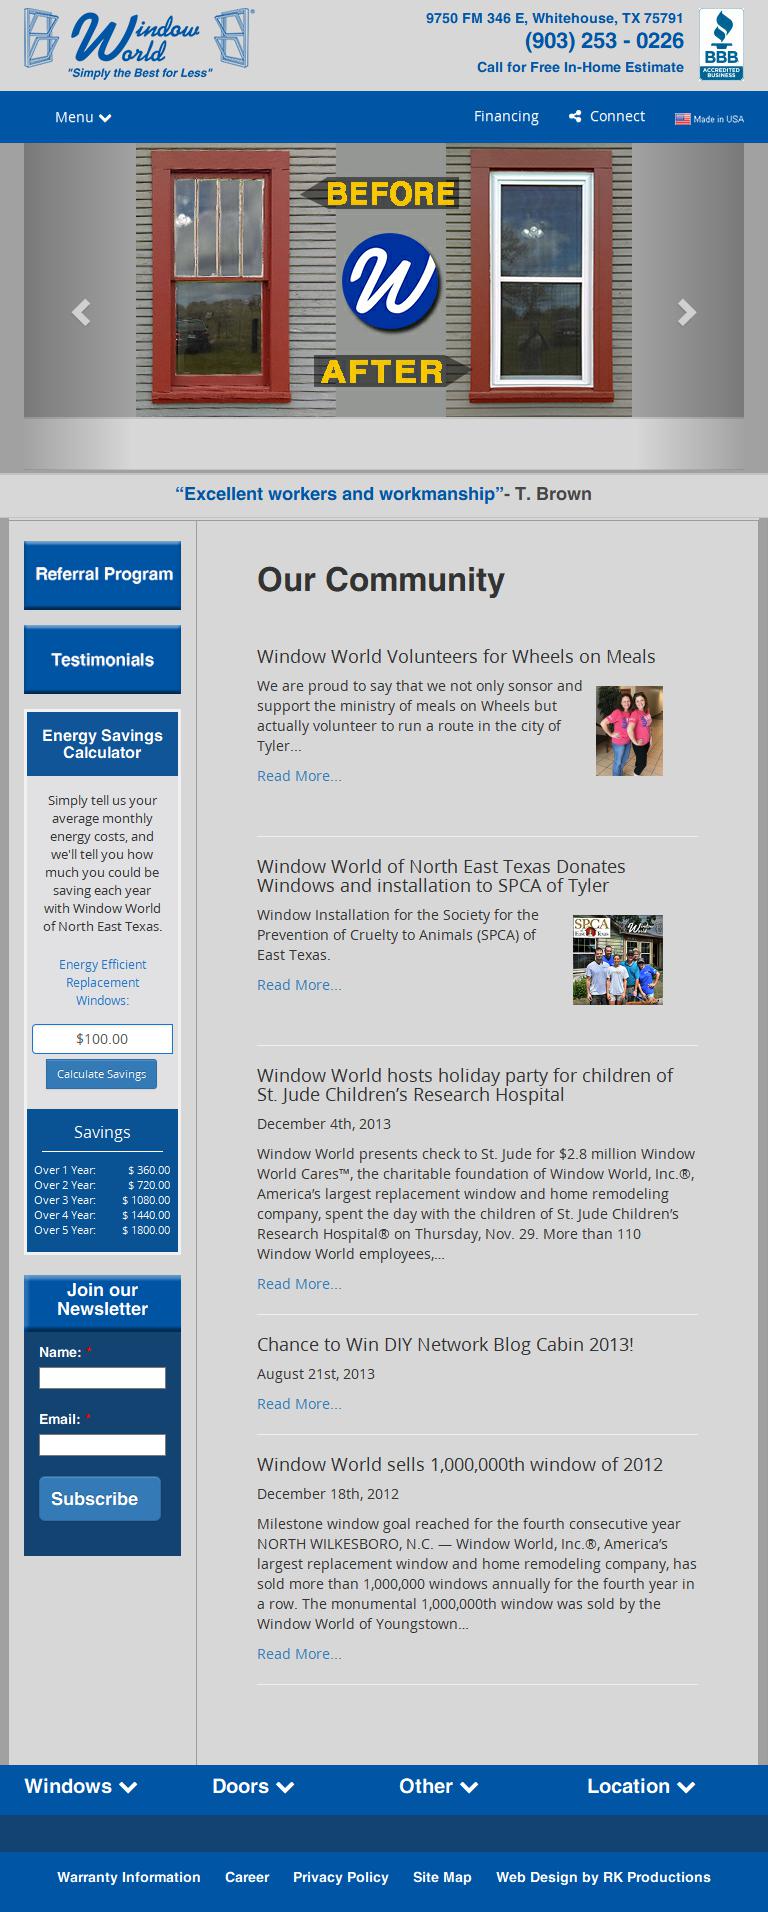 Window World
"Simply the Best for Less"
9750 FM 346 E, Whitehouse, TX 75791
(903) 253 - 0226
Call for Free In-Home Estimate
BBB
ACCREDITED BUSINESS
Menu
Financing
Connect
Made in USA
BEFORE
W
AFTER
“Excellent workers and workmanship”- T. Brown
Referral Program
Testimonials
Energy Savings
Calculator
Simply tell us your
average monthly
energy costs, and
we'll tell you how
much you could be
saving each year
with Window World
of North East Texas.
Energy Efficient
Replacement
Windows:
$100.00
Calculate Savings
Savings
Over 1 Year: $ 360.00
Over 2 Year: $ 720.00
Over 3 Year: $ 1080.00
Over 4 Year: $ 1440.00
Over 5 Year: $ 1800.00
Join our
Newsletter
Name: *
Email: *
Subscribe
Our Community
Window World Volunteers for Wheels on Meals
We are proud to say that we not only sonsor and
support the ministry of meals on Wheels but
actually volunteer to run a route in the city of
Tyler...
Read More...
Window World of North East Texas Donates
Windows and installation to SPCA of Tyler
Window Installation for the Society for the
Prevention of Cruelty to Animals (SPCA) of
East Texas.
SPCA
Read More...
Window World hosts holiday party for children of
St. Jude Children’s Research Hospital
December 4th, 2013
Window World presents check to St. Jude for $2.8 million Window
World Cares™, the charitable foundation of Window World, Inc.®,
America’s largest replacement window and home remodeling
company, spent the day with the children of St. Jude Children’s
Research Hospital® on Thursday, Nov. 29. More than 110
Window World employees,...
Read More...
Chance to Win DIY Network Blog Cabin 2013!
August 21st, 2013
Read More...
Window World sells 1,000,000th window of 2012
December 18th, 2012
Milestone window goal reached for the fourth consecutive year
NORTH WILKESBORO, N.C. — Window World, Inc.®, America’s
largest replacement window and home remodeling company, has
sold more than 1,000,000 windows annually for the fourth year in
a row. The monumental 1,000,000th window was sold by the
Window World of Youngstown...
Read More...
Windows
Doors
Other
Location
Warranty Information
Career
Privacy Policy
Site Map
Web Design by RK Productions